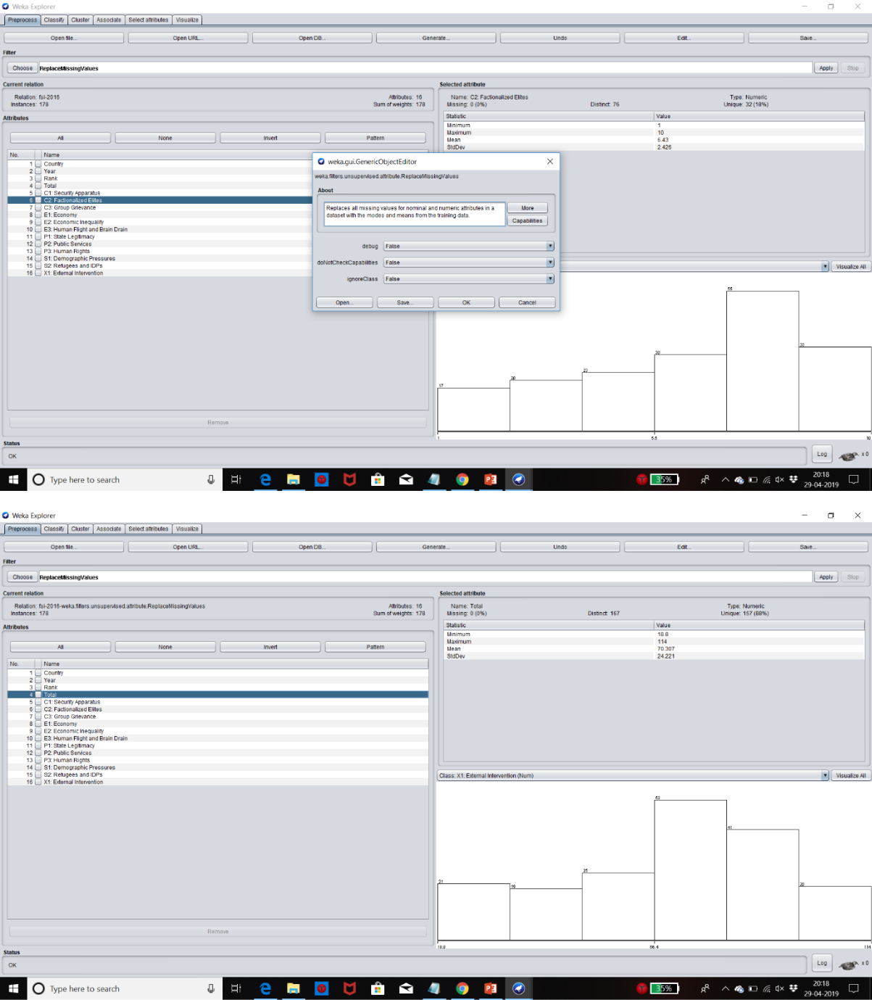 Weka Explorer
Preprocess Classify Cluster Associate Select attributes Visualize
Open file... Open URL... Open DB... Generate... Undo Edit... Save...
Filter
Choose ReplaceMissingValues Apply Stop
Current relation
Relation: fsi-2016 Attributes: 16
Instances: 178 Sum of weights: 178
Selected attribute
Name: C2: Factionalized Elites Type: Numeric
Missing: 0 (0%) Distinct: 76 Unique: 32 (18%)
Statistic Value
Minimum 1
Maximum 10
Mean 6.43
StdDev 2.426
Attributes
All None Invert Pattern
No. Name
1 Country
2 Year
3 Rank
4 Total
5 C1: Security Apparatus
6 C2: Factionalized Elites
7 C3: Group Grievance
8 E1: Economy
9 E2: Economic Inequality
10 E3: Human Flight and Brain Drain
11 P1: State Legitimacy
12 P2: Public Services
13 P3: Human Rights
14 S1: Demographic Pressures
15 S2: Refugees and IDPs
16 X1: External Intervention
Remove
weka.gui.GenericObjectEditor
weka.filters.unsupervised.attribute.ReplaceMissingValues
About
Replaces all missing values for nominal and numeric attributes in a
dataset with the modes and means from the training data.
More
Capabilities
debug False
doNotCheckCapabilities False
ignoreClass False
Open... Save... OK Cancel
Visualize All
17 20 23 30 55 33
1 5.5 10
Status
OK Log x 0
Type here to search 35% 20:18
29-04-2019
Weka Explorer
Preprocess Classify Cluster Associate Select attributes Visualize
Open file... Open URL... Open DB... Generate... Undo Edit... Save...
Filter
Choose ReplaceMissingValues Apply Stop
Current relation
Relation: fsi-2016-weka.filters.unsupervised.attribute.ReplaceMissingValues Attributes: 16
Instances: 178 Sum of weights: 178
Selected attribute
Name: Total Type: Numeric
Missing: 0 (0%) Distinct: 167 Unique: 157 (88%)
Statistic Value
Minimum 18.8
Maximum 114
Mean 70.307
StdDev 24.221
Attributes
All None Invert Pattern
No. Name
1 Country
2 Year
3 Rank
4 Total
5 C1: Security Apparatus
6 C2: Factionalized Elites
7 C3: Group Grievance
8 E1: Economy
9 E2: Economic Inequality
10 E3: Human Flight and Brain Drain
11 P1: State Legitimacy
12 P2: Public Services
13 P3: Human Rights
14 S1: Demographic Pressures
15 S2: Refugees and IDPs
16 X1: External Intervention
Remove
Class: X1: External Intervention (Num) Visualize All
21 19 25 52 41 20
18.8 66.4 114
Status
OK Log x 0
Type here to search 35% 20:18
29-04-2019